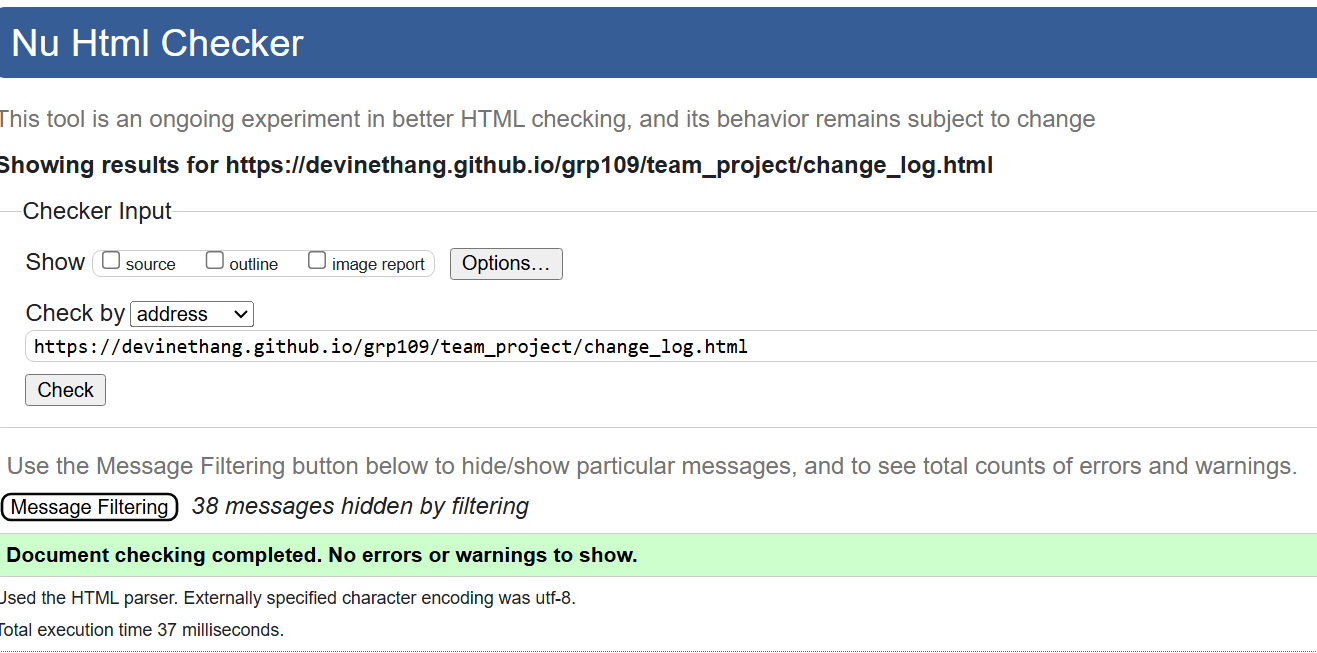 Nu Html Checker
This tool is an ongoing experiment in better HTML checking, and its behavior remains subject to change
Showing results for https://devinethang.github.io/grp109/team_project/change_log.html
Checker Input
Show source outline image report Options...
Check by address
https://devinethang.github.io/grp109/team_project/change_log.html
Check
Use the Message Filtering button below to hide/show particular messages, and to see total counts of errors and warnings.
Message Filtering 38 messages hidden by filtering
Document checking completed. No errors or warnings to show.
Used the HTML parser. Externally specified character encoding was utf-8.
Total execution time 37 milliseconds.